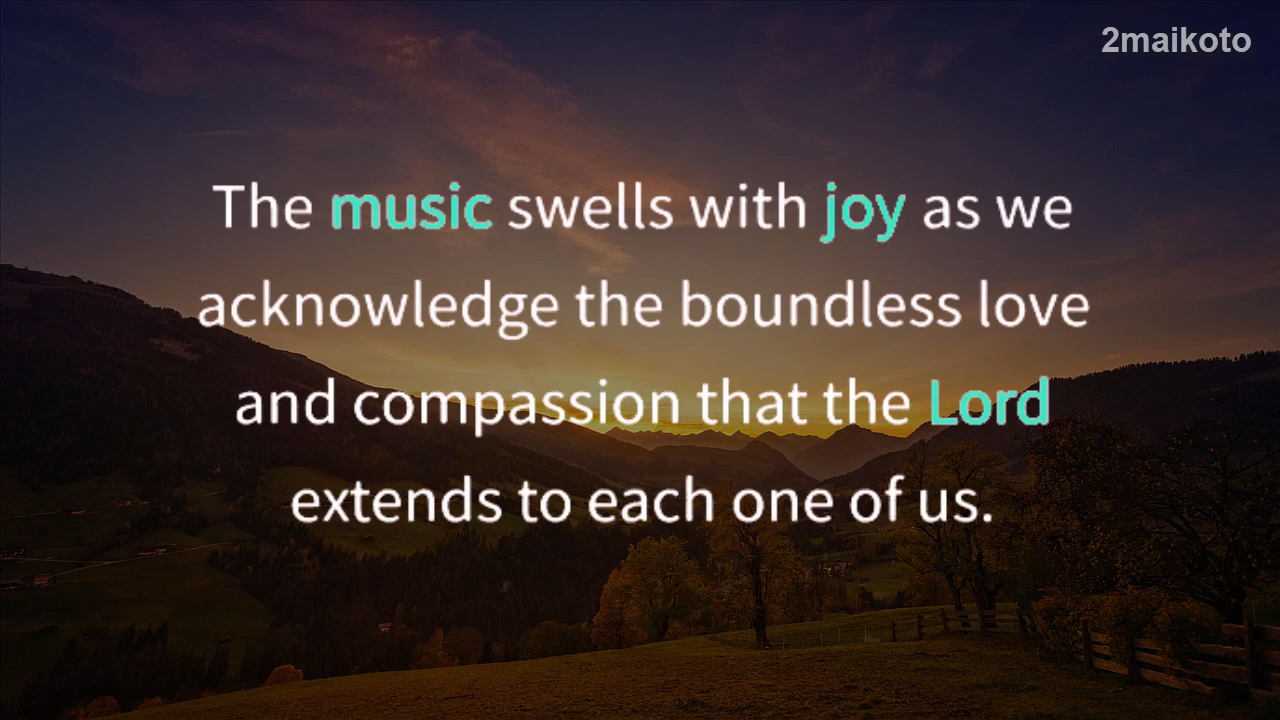 2maikoto
The music swells with joy as we
acknowledge the boundless love
and compassion that the Lord
extends to each one of us.